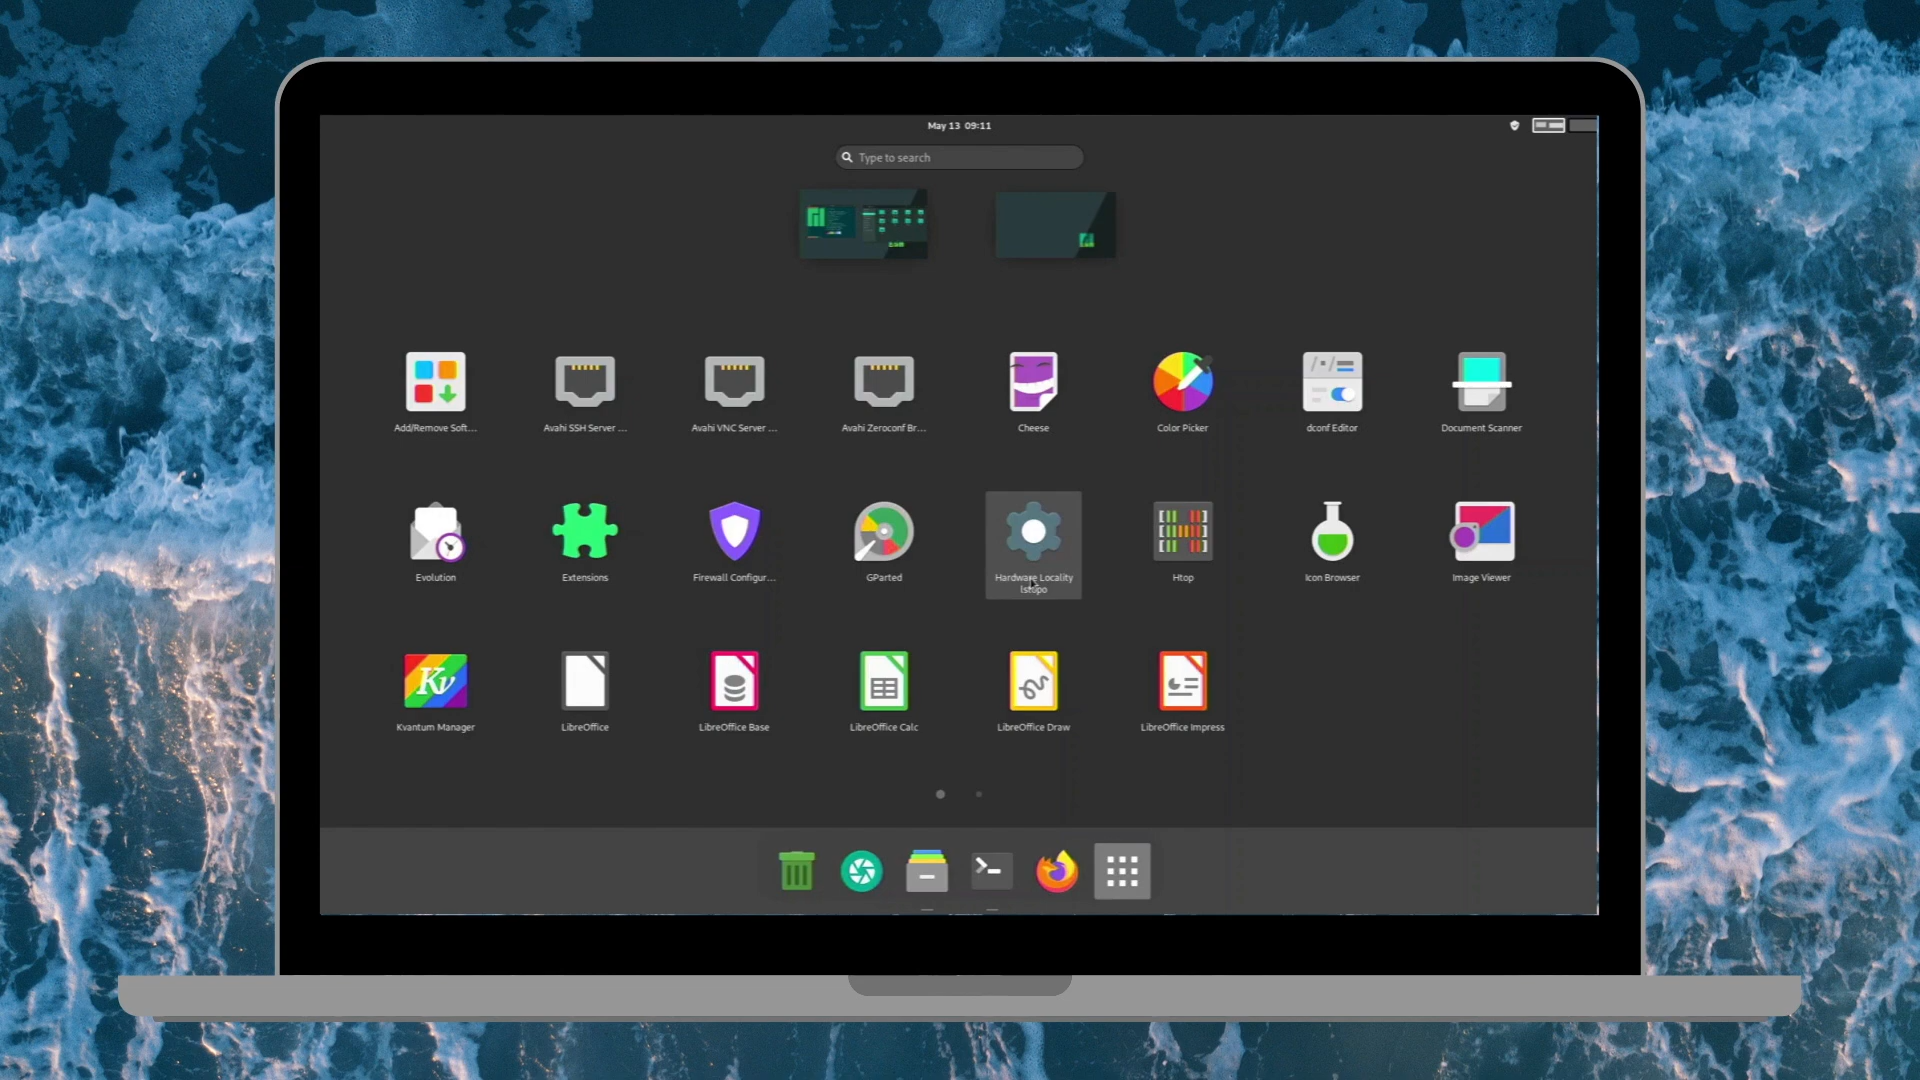 May 13 09:11
Type to search
Add/Remove Soft...
Avahi SSH Server ...
Avahi VNC Server ...
Avahi Zeroconf Br...
Cheese
Color Picker
dconf Editor
Document Scanner
Evolution
Extensions
Firewall Configur...
GParted
Hardware Locality
lstopo
Htop
Icon Browser
Image Viewer
Kv
Kvantum Manager
LibreOffice
LibreOffice Base
LibreOffice Calc
LibreOffice Draw
LibreOffice Impress